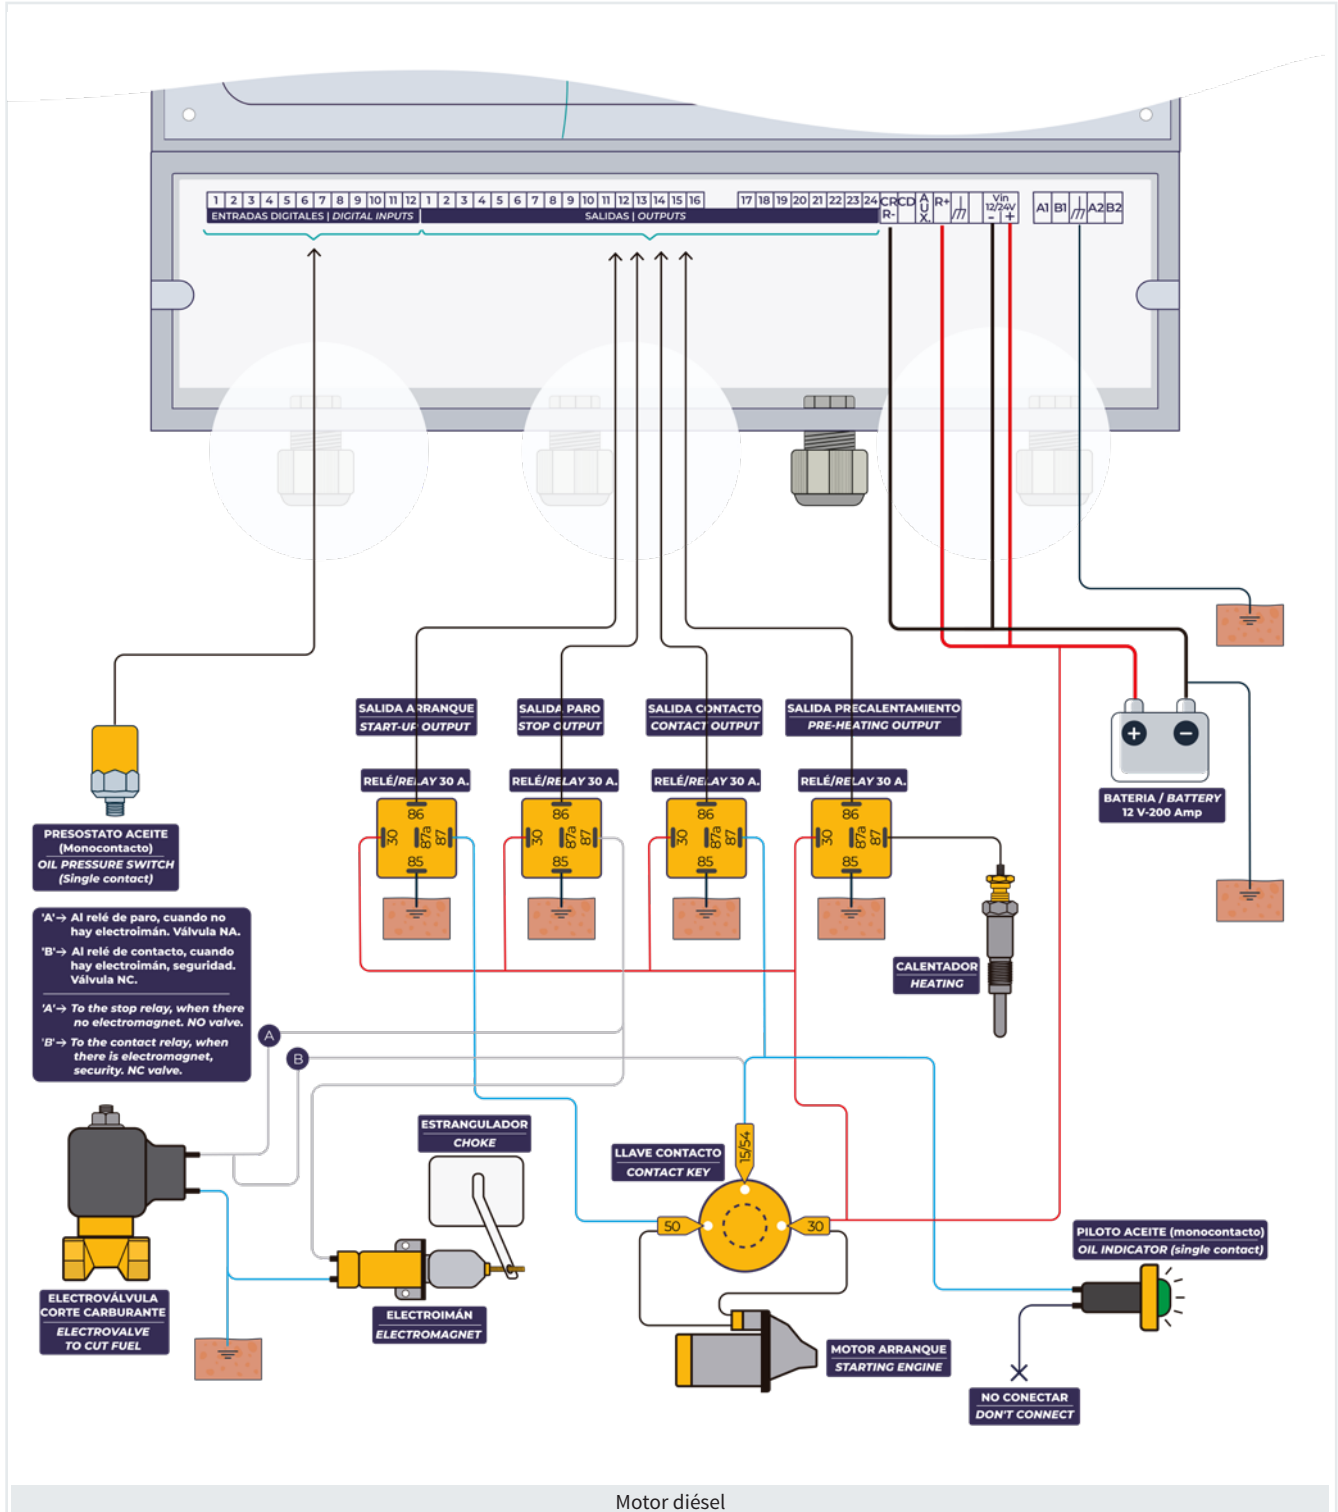 1 2 3 4 5 6 7 8 9 10 11 12 1 2 3 4 5 6 7 8 9 10 11 12 13 14 15 16 17 18 19 20 21 22 23 24
CR R-
CD
AUX.
R+
Vin
12/24V
- +
A1 B1 A2 B2
ENTRADAS DIGITALES | DIGITAL INPUTS
SALIDAS | OUTPUTS
SALIDA ARRANQUE
START-UP OUTPUT
SALIDA PARO
STOP OUTPUT
SALIDA CONTACTO
CONTACT OUTPUT
SALIDA PRECALENTAMIENTO
PRE-HEATING OUTPUT
RELÉ/RELAY 30 A.
RELÉ/RELAY 30 A.
RELÉ/RELAY 30 A.
RELÉ/RELAY 30 A.
86
30 87a 87
85
86
30 87a 87
85
86
30 87a 87
85
86
30 87a 87
85
+ −
BATERIA / BATTERY
12 V-200 Amp
PRESOSTATO ACEITE
(Monocontacto)
OIL PRESSURE SWITCH
(Single contact)
'A'→ Al relé de paro, cuando no
hay electroimán. Válvula NA.
'B'→ Al relé de contacto, cuando
hay electroimán, seguridad.
Válvula NC.
'A'→ To the stop relay, when there
no electromagnet. NO valve.
'B'→ To the contact relay, when
there is electromagnet,
security. NC valve.
CALENTADOR
HEATING
A
B
ESTRANGULADOR
CHOKE
LLAVE CONTACTO
CONTACT KEY
15/54
50
30
PILOTO ACEITE (monocontacto)
OIL INDICATOR (single contact)
ELECTROVÁLVULA
CORTE CARBURANTE
ELECTROVALVE
TO CUT FUEL
ELECTROIMÁN
ELECTROMAGNET
MOTOR ARRANQUE
STARTING ENGINE
NO CONECTAR
DON'T CONNECT
Motor diésel